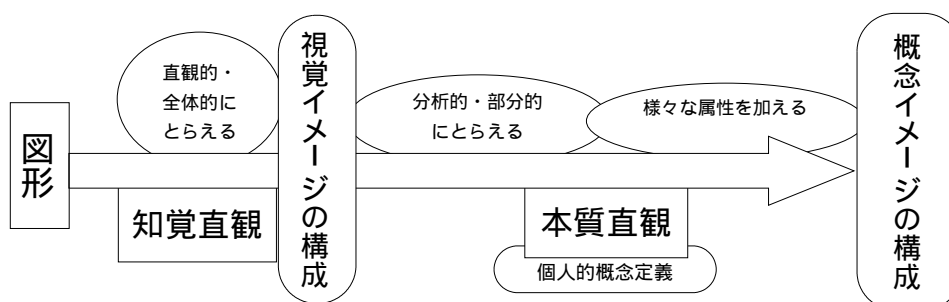 図形
直観的・
全体的に
とらえる
知覚直観
視覚イメージの構成
分析的・部分的
にとらえる
様々な属性を加える
本質直観
個人的概念定義
概念イメージの構成